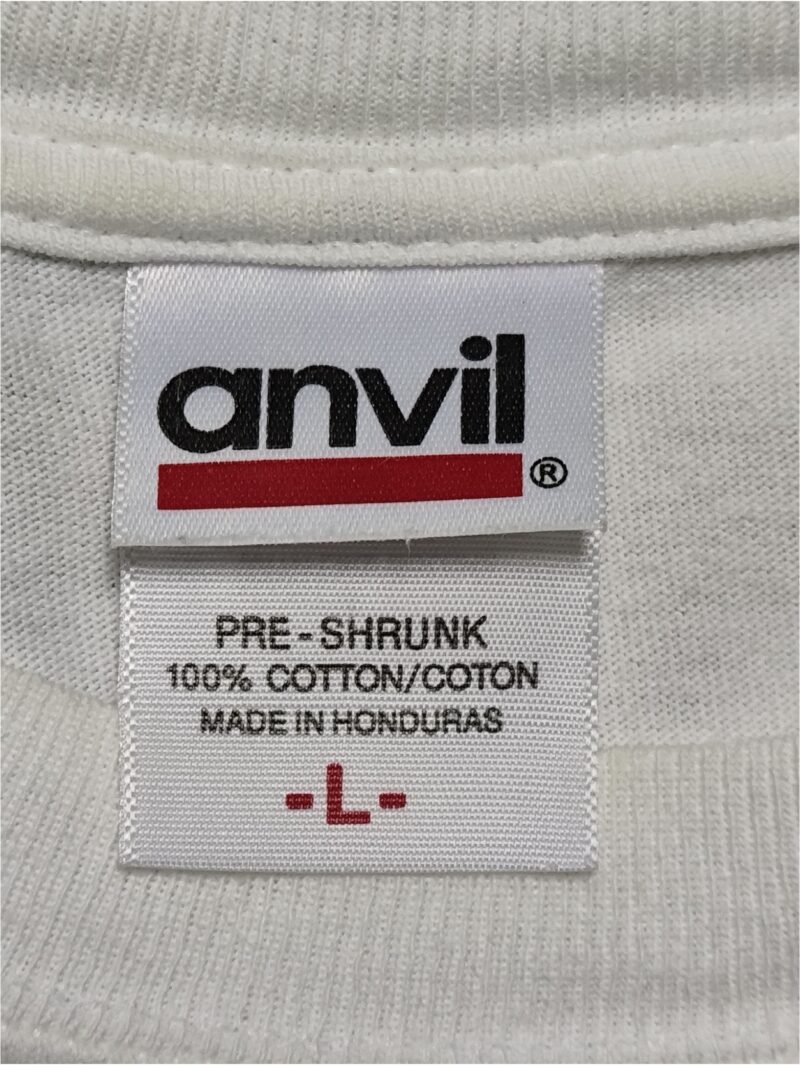 anvil
®
PRE-SHRUNK
100% COTTON/COTON
MADE IN HONDURAS
-L-